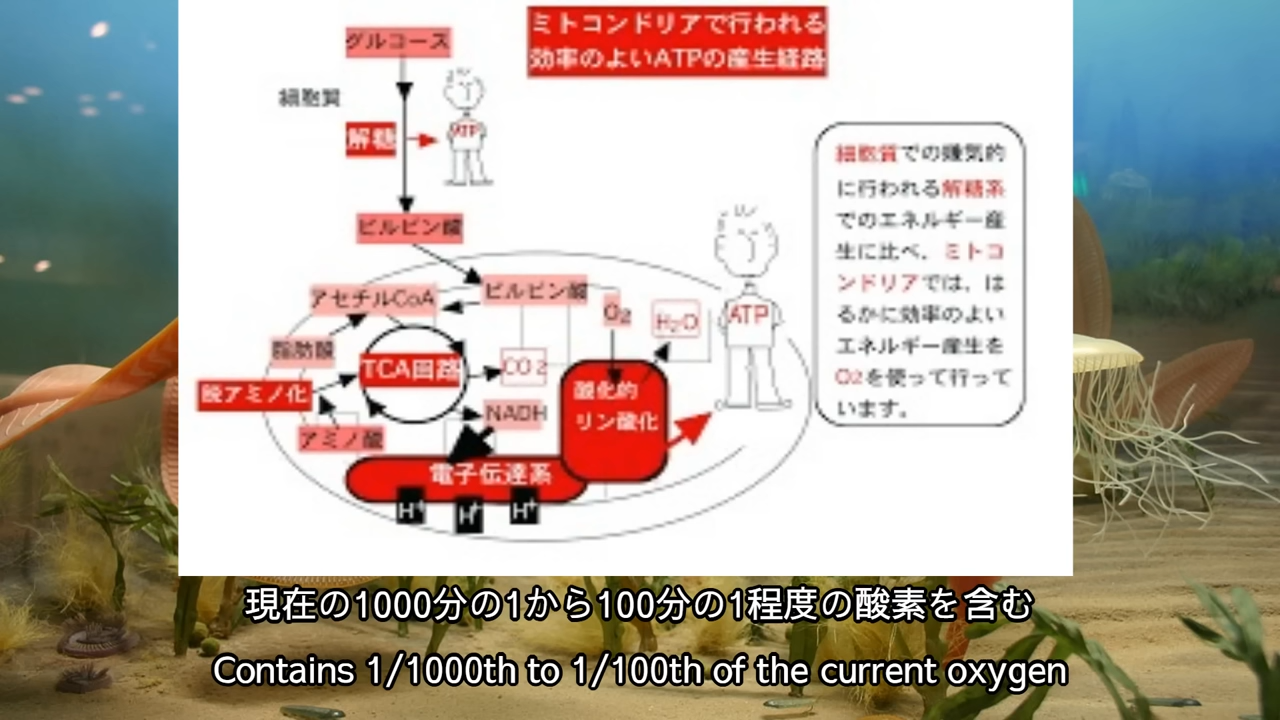 ミトコンドリアで行われる
効率のよいATPの産生経路
グルコース
細胞質
解糖
ATP
ピルビン酸
ピルビン酸
アセチルCoA
O₂
H₂O
ATP
脂肪酸
TCA回路
CO2
脱アミノ化
酸化的
リン酸化
NADH
アミノ酸
電子伝達系
H⁺
H⁺
H⁺
細胞質での嫌気的
に行われる解糖系
でのエネルギー産
生に比べ、ミトコ
ンドリアでは、は
るかに効率のよい
エネルギー産生を
O2を使って行って
います。
現在の1000分の1から100分の1程度の酸素を含む
Contains 1/1000th to 1/100th of the current oxygen